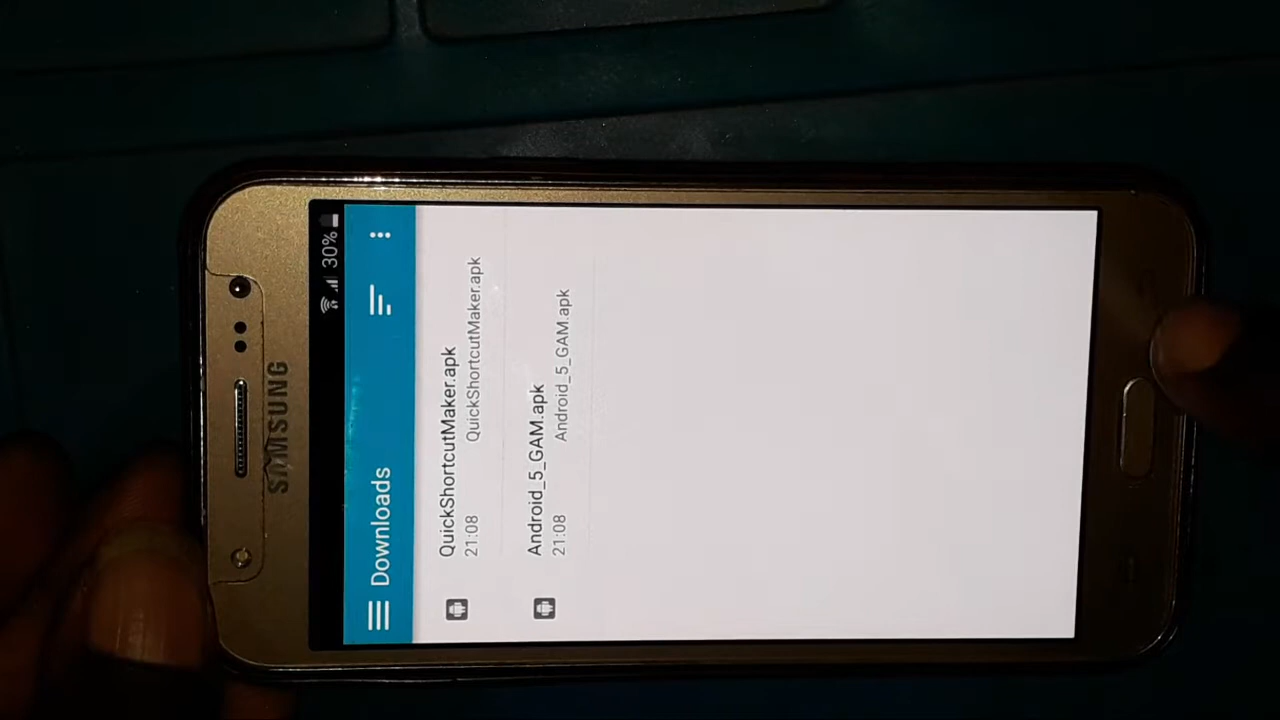 SAMSUNG
30%
Downloads
QuickShortcutMaker.apk
21:08 QuickShortcutMaker.apk
Android_5_GAM.apk
21:08 Android_5_GAM.apk